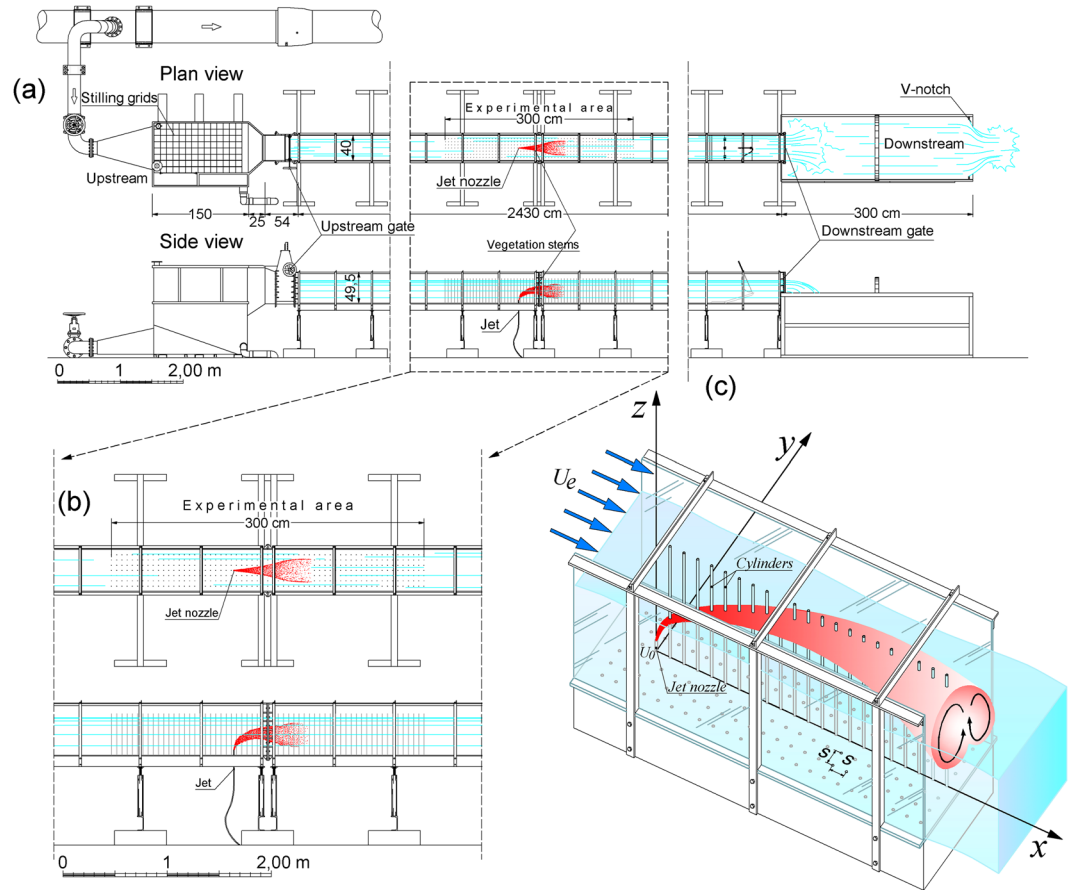 (a)
Plan view
Stilling grids
Upstream
150
25
54
40
Experimental area
300 cm
Jet nozzle
2430 cm
V-notch
Downstream
300 cm
Upstream gate
Vegetation stems
Downstream gate
Side view
49,5
Jet
0 1 2,00 m
(b)
Experimental area
300 cm
Jet nozzle
Jet
0 1 2,00 m
(c)
z
y
Ue
Cylinders
U0
Jet nozzle
S S
x